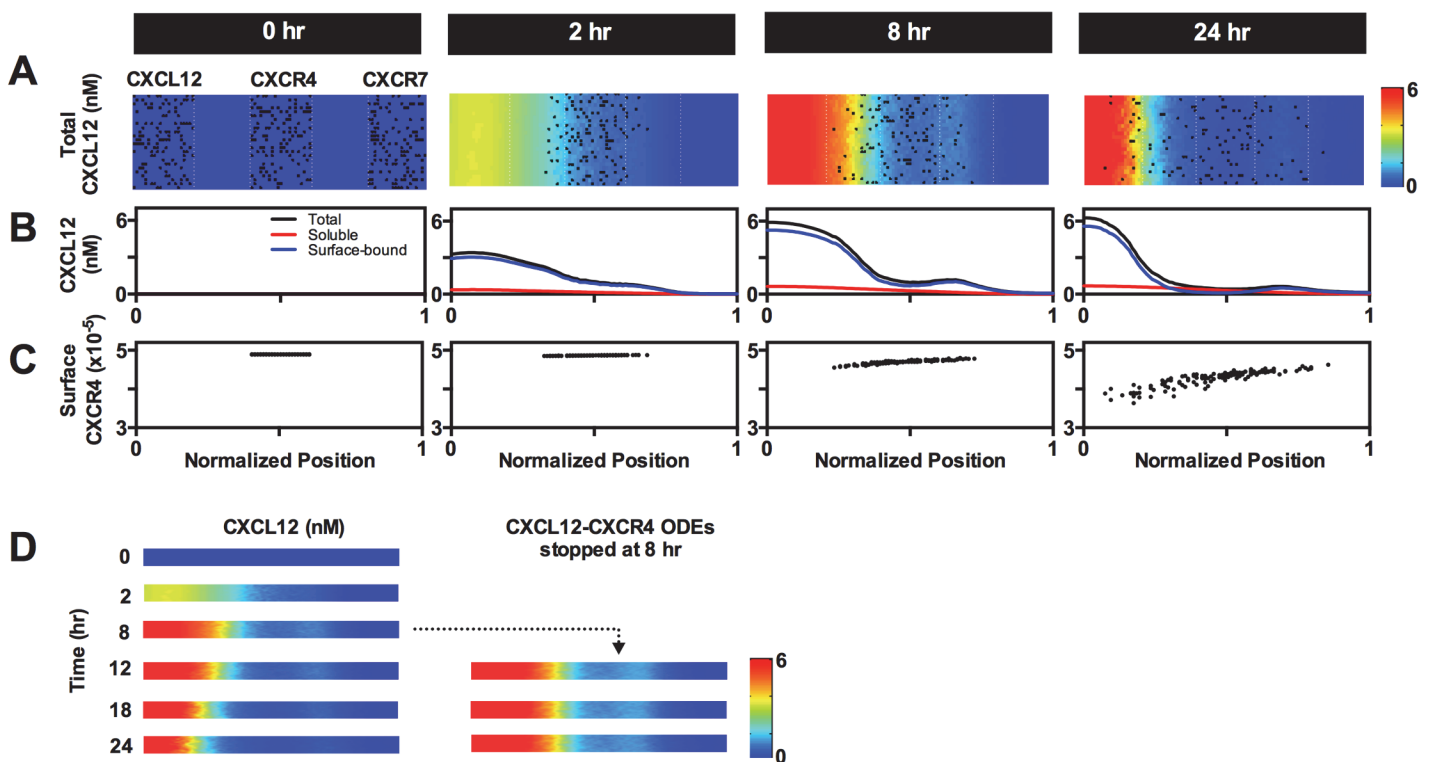 0 hr 2 hr 8 hr 24 hr
A
CXCL12 CXCR4 CXCR7
Total
CXCL12 (nM)
6
0
B
CXCL12
(nM)
6 6 6 6
0 0 0 0
Total
Soluble
Surface-bound
0 1 0 1 0 1 0 1
C
Surface
CXCR4 (x10⁻⁵)
5 5 5 5
3 3 3 3
0 1 0 1 0 1 0 1
Normalized Position Normalized Position Normalized Position Normalized Position
D
CXCL12 (nM)
CXCL12-CXCR4 ODEs
stopped at 8 hr
Time (hr)
0
2
8
12
18
24
6
0